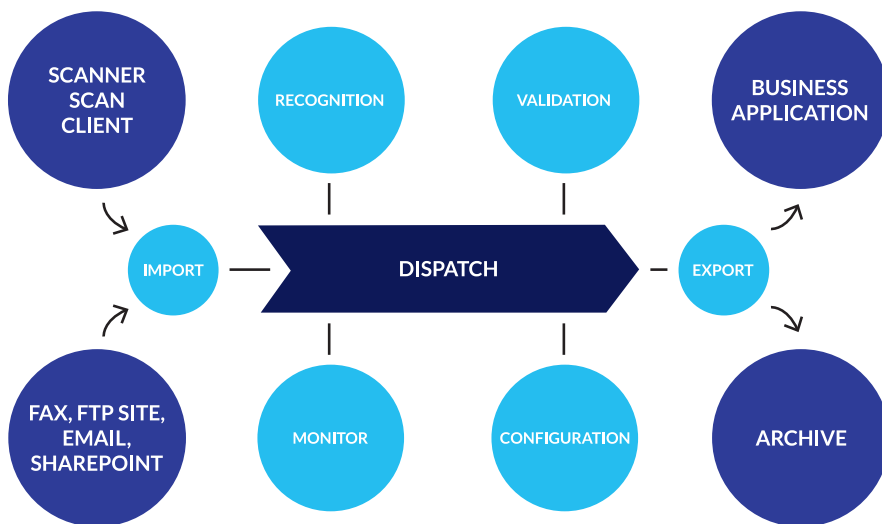 SCANNER
SCAN
CLIENT
RECOGNITION
VALIDATION
BUSINESS
APPLICATION
IMPORT
DISPATCH
EXPORT
FAX, FTP SITE,
EMAIL,
SHAREPOINT
MONITOR
CONFIGURATION
ARCHIVE